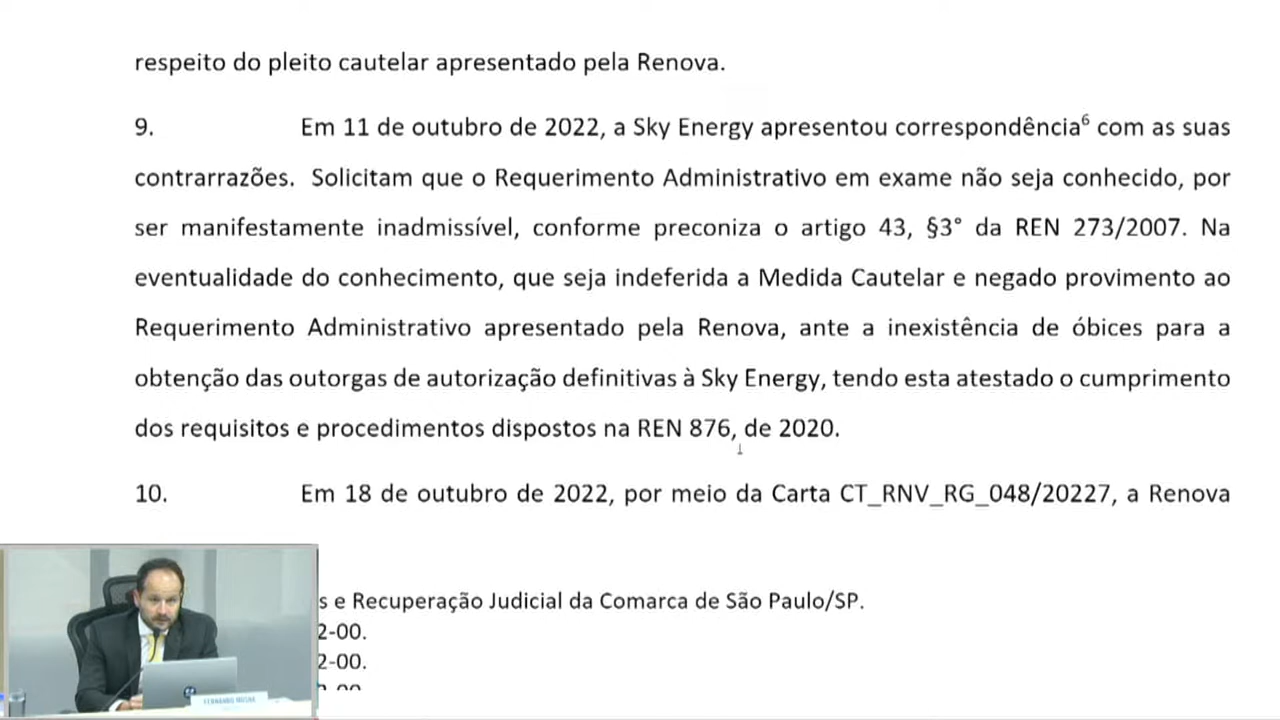 respeito do pleito cautelar apresentado pela Renova.
9. Em 11 de outubro de 2022, a Sky Energy apresentou correspondência⁶ com as suas
contrarrazões. Solicitam que o Requerimento Administrativo em exame não seja conhecido, por
ser manifestamente inadmissível, conforme preconiza o artigo 43, §3° da REN 273/2007. Na
eventualidade do conhecimento, que seja indeferida a Medida Cautelar e negado provimento ao
Requerimento Administrativo apresentado pela Renova, ante a inexistência de óbices para a
obtenção das outorgas de autorização definitivas à Sky Energy, tendo esta atestado o cumprimento
dos requisitos e procedimentos dispostos na REN 876, de 2020.
10. Em 18 de outubro de 2022, por meio da Carta CT_RNV_RG_048/20227, a Renova
s e Recuperação Judicial da Comarca de São Paulo/SP.
2-00.
2-00.
FERNANDO